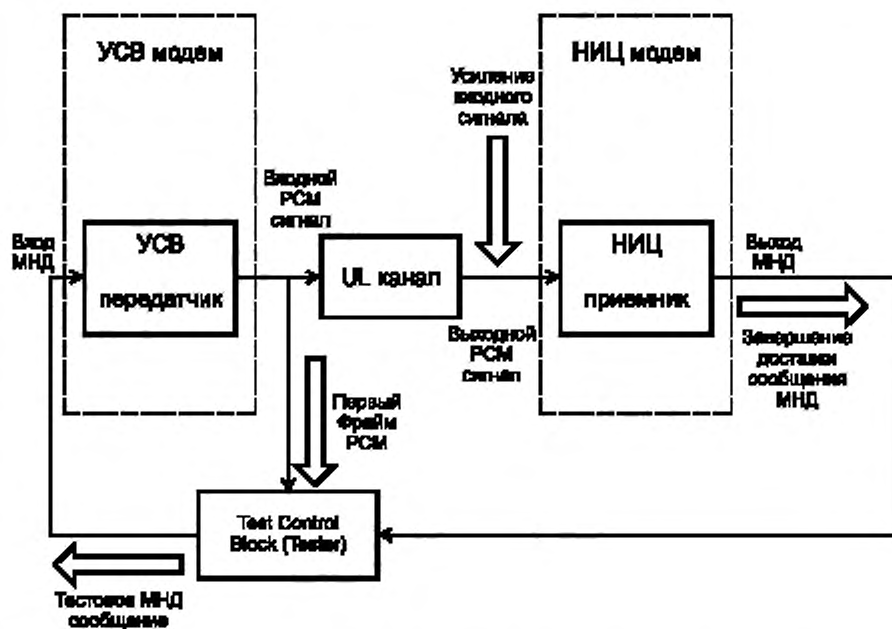 УСВ модем
НИЦ модем
Усиление
входного
сигнала
Входной
PCM
сигнал
Вход
МНД
УСВ
передатчик
UL канал
НИЦ
приемник
Выход
МНД
Выходной
PCM
сигнал
Завершение
доставки
сообщения
МНД
Первый
Фрейм
PCM
Test Control
Block (Tester)
Тестовое МНД
сообщение